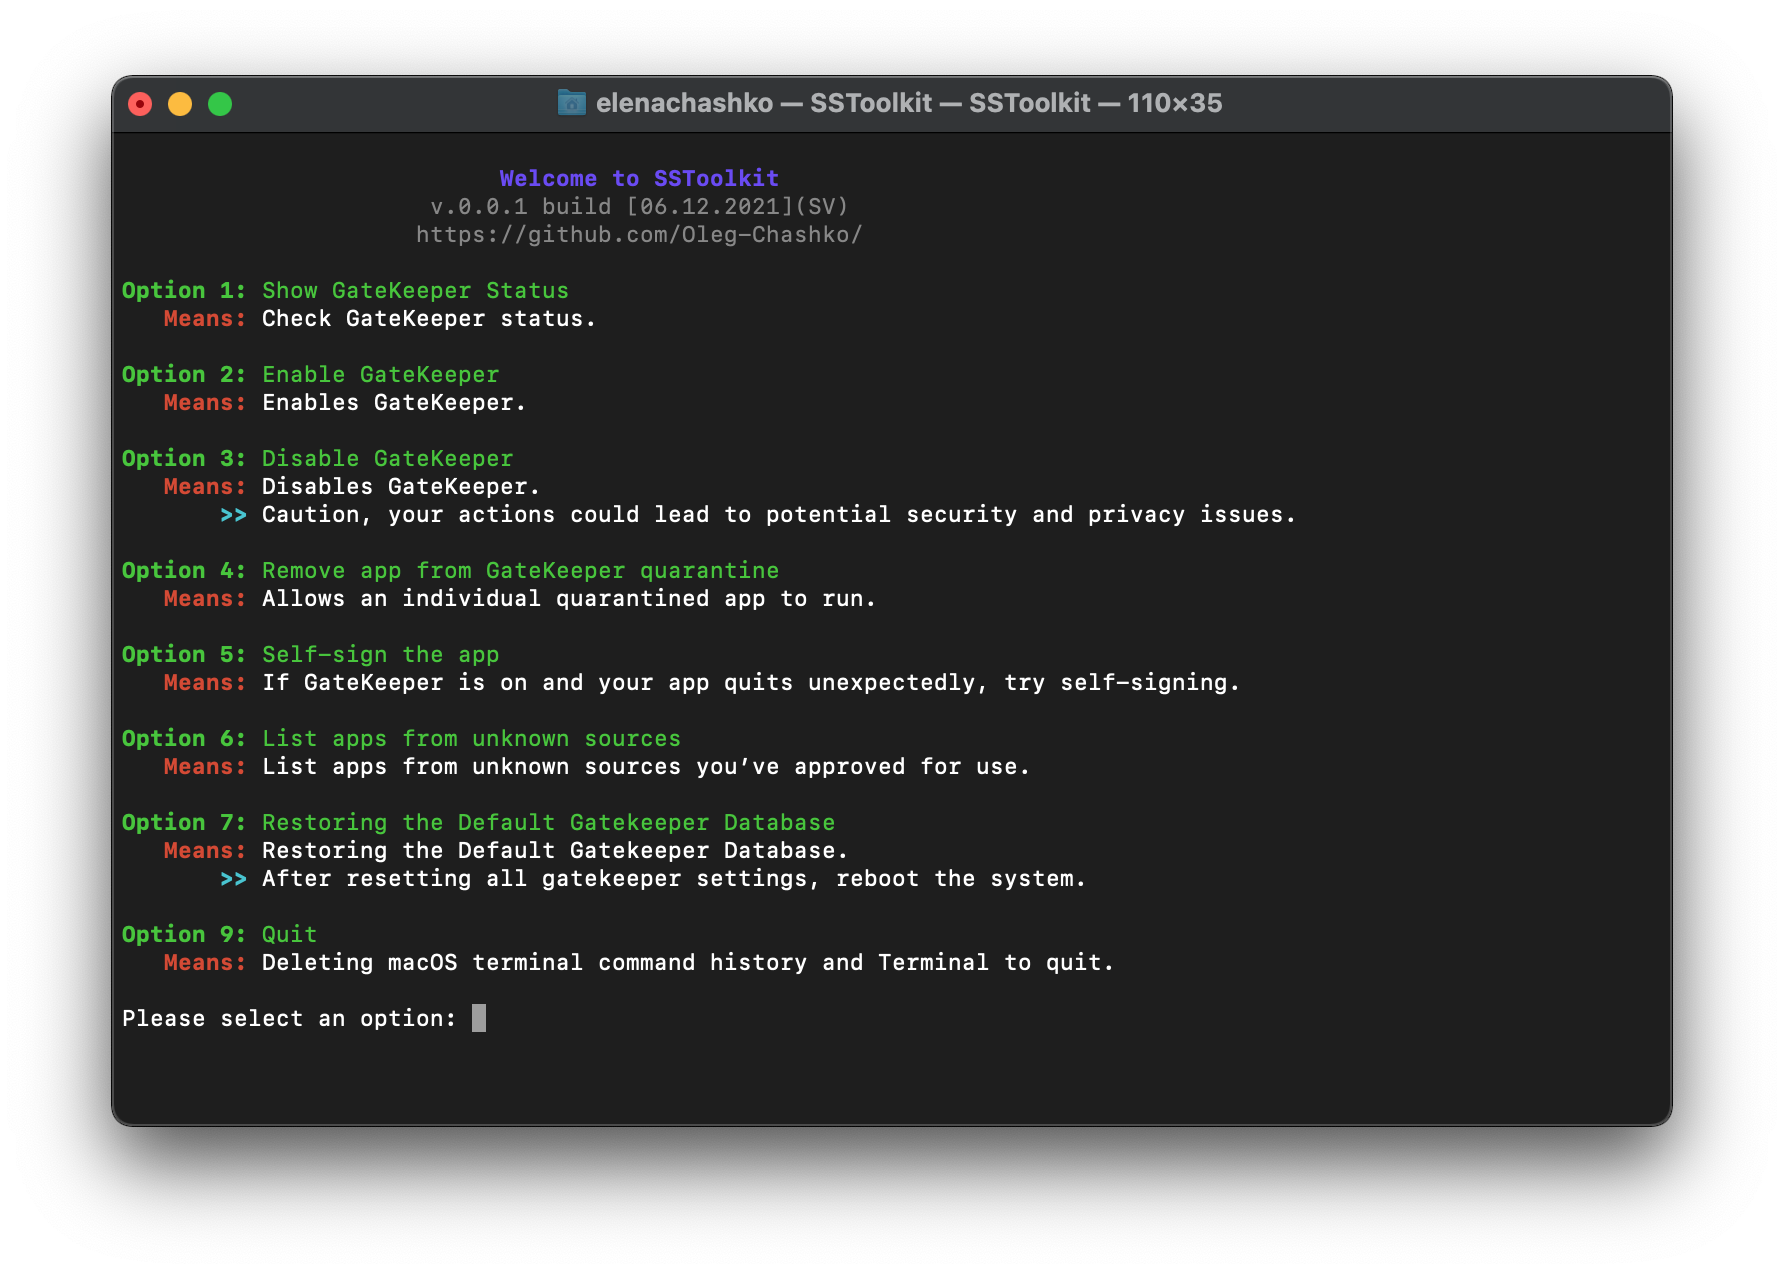 elenachashko — SSToolkit — SSToolkit — 110×35
Welcome to SSToolkit
v.0.0.1 build [06.12.2021](SV)
https://github.com/Oleg-Chashko/
Option 1: Show GateKeeper Status
Means: Check GateKeeper status.
Option 2: Enable GateKeeper
Means: Enables GateKeeper.
Option 3: Disable GateKeeper
Means: Disables GateKeeper.
>> Caution, your actions could lead to potential security and privacy issues.
Option 4: Remove app from GateKeeper quarantine
Means: Allows an individual quarantined app to run.
Option 5: Self-sign the app
Means: If GateKeeper is on and your app quits unexpectedly, try self-signing.
Option 6: List apps from unknown sources
Means: List apps from unknown sources you’ve approved for use.
Option 7: Restoring the Default Gatekeeper Database
Means: Restoring the Default Gatekeeper Database.
>> After resetting all gatekeeper settings, reboot the system.
Option 9: Quit
Means: Deleting macOS terminal command history and Terminal to quit.
Please select an option: